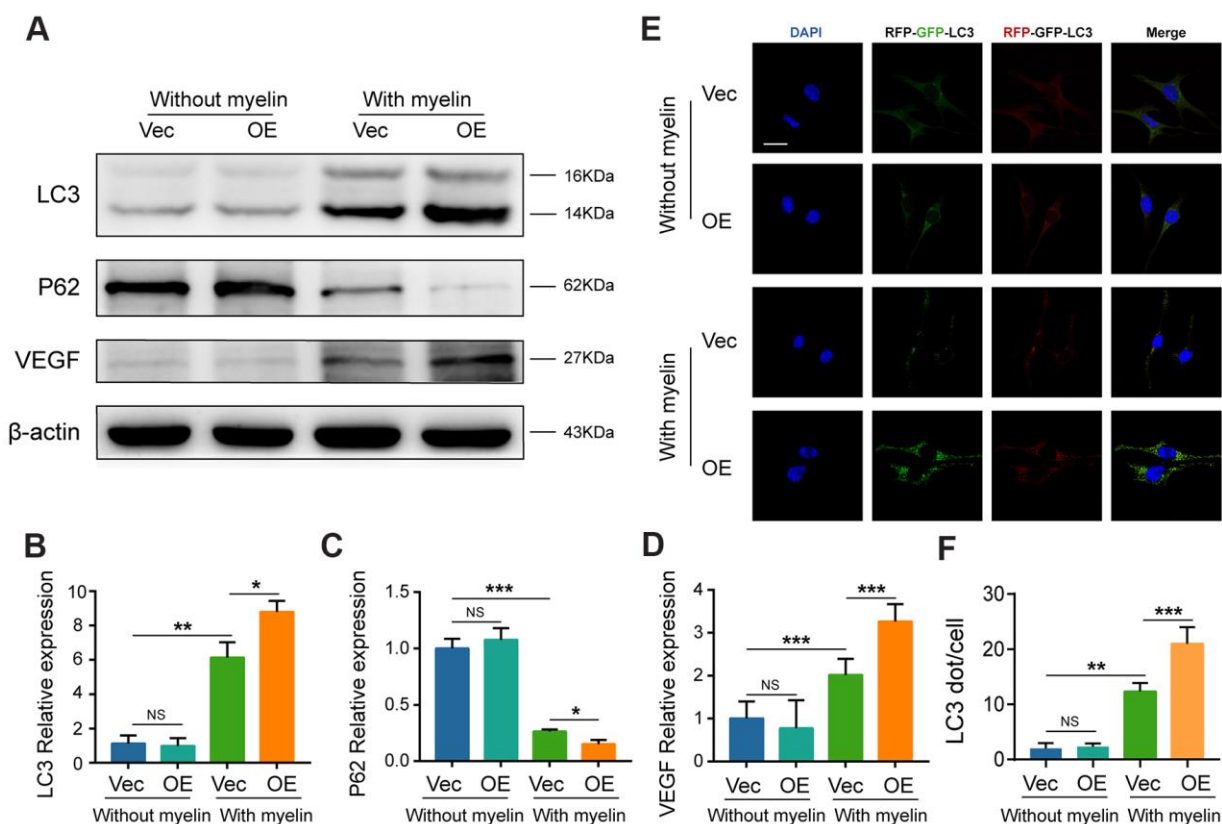 A
Without myelin With myelin
Vec OE Vec OE
LC3
16KDa
14KDa
P62
62KDa
VEGF
27KDa
β-actin
43KDa
E
DAPI RFP-GFP-LC3 RFP-GFP-LC3 Merge
Without myelin
Vec
OE
With myelin
Vec
OE
B
LC3 Relative expression
10
8
6
4
2
0
**
*
NS
Vec OE Vec OE
Without myelin With myelin
C
P62 Relative expression
1.5
1.0
0.5
0.0
***
NS
*
Vec OE Vec OE
Without myelin With myelin
D
VEGF Relative expression
4
3
2
1
0
***
***
NS
Vec OE Vec OE
Without myelin With myelin
F
LC3 dot/cell
30
20
10
0
***
**
NS
Vec OE Vec OE
Without myelin With myelin